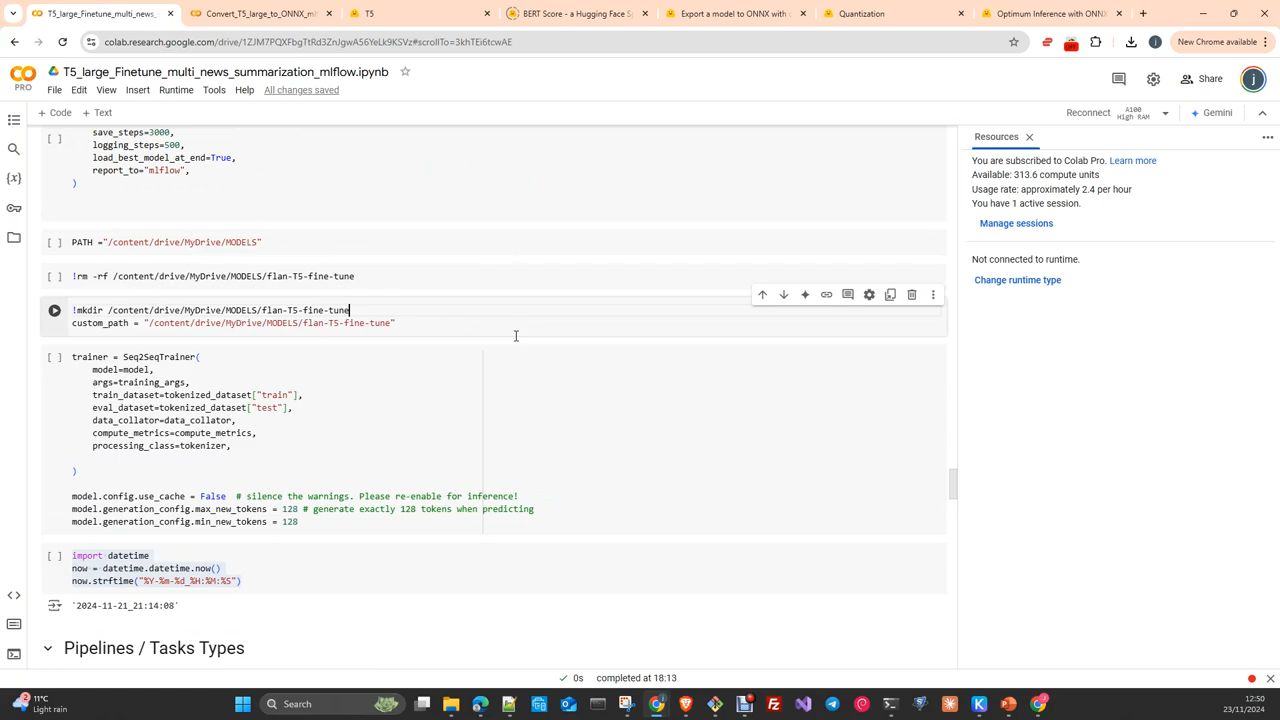 T5_large_Finetune_multi_news_s
Convert_T5_large_to_ONNX_ml
T5
BERT Score - a Hugging Face S
Export a model to ONNX with o
Quantization
Optimum Inference with ONNX
colab.research.google.com/drive/1ZJM7PQXFbgTtRd3ZnJgwA56YeLk9KSVz#scrollTo=3khTEi6tcwAE
OFF
j
New Chrome available
PRO
T5_large_Finetune_multi_news_summarization_mlflow.ipynb
File Edit View Insert Runtime Tools Help All changes saved
Share
j
+ Code + Text
Reconnect
A100
High RAM
Gemini
[ ]
save_steps=3000,
logging_steps=500,
load_best_model_at_end=True,
report_to="mlflow",
)
[ ] PATH ="/content/drive/MyDrive/MODELS"
[ ] !rm -rf /content/drive/MyDrive/MODELS/flan-T5-fine-tune
!mkdir /content/drive/MyDrive/MODELS/flan-T5-fine-tune
custom_path = "/content/drive/MyDrive/MODELS/flan-T5-fine-tune"
[ ] trainer = Seq2SeqTrainer(
model=model,
args=training_args,
train_dataset=tokenized_dataset["train"],
eval_dataset=tokenized_dataset["test"],
data_collator=data_collator,
compute_metrics=compute_metrics,
processing_class=tokenizer,
)
model.config.use_cache = False # silence the warnings. Please re-enable for inference!
model.generation_config.max_new_tokens = 128 # generate exactly 128 tokens when predicting
model.generation_config.min_new_tokens = 128
[ ] import datetime
now = datetime.datetime.now()
now.strftime("%Y-%m-%d_%H:%M:%S")
'2024-11-21_21:14:08'
Pipelines / Tasks Types
Resources
You are subscribed to Colab Pro. Learn more
Available: 313.6 compute units
Usage rate: approximately 2.4 per hour
You have 1 active session.
Manage sessions
Not connected to runtime.
Change runtime type
0s completed at 18:13
11°C
Light rain
Search
12:50
23/11/2024